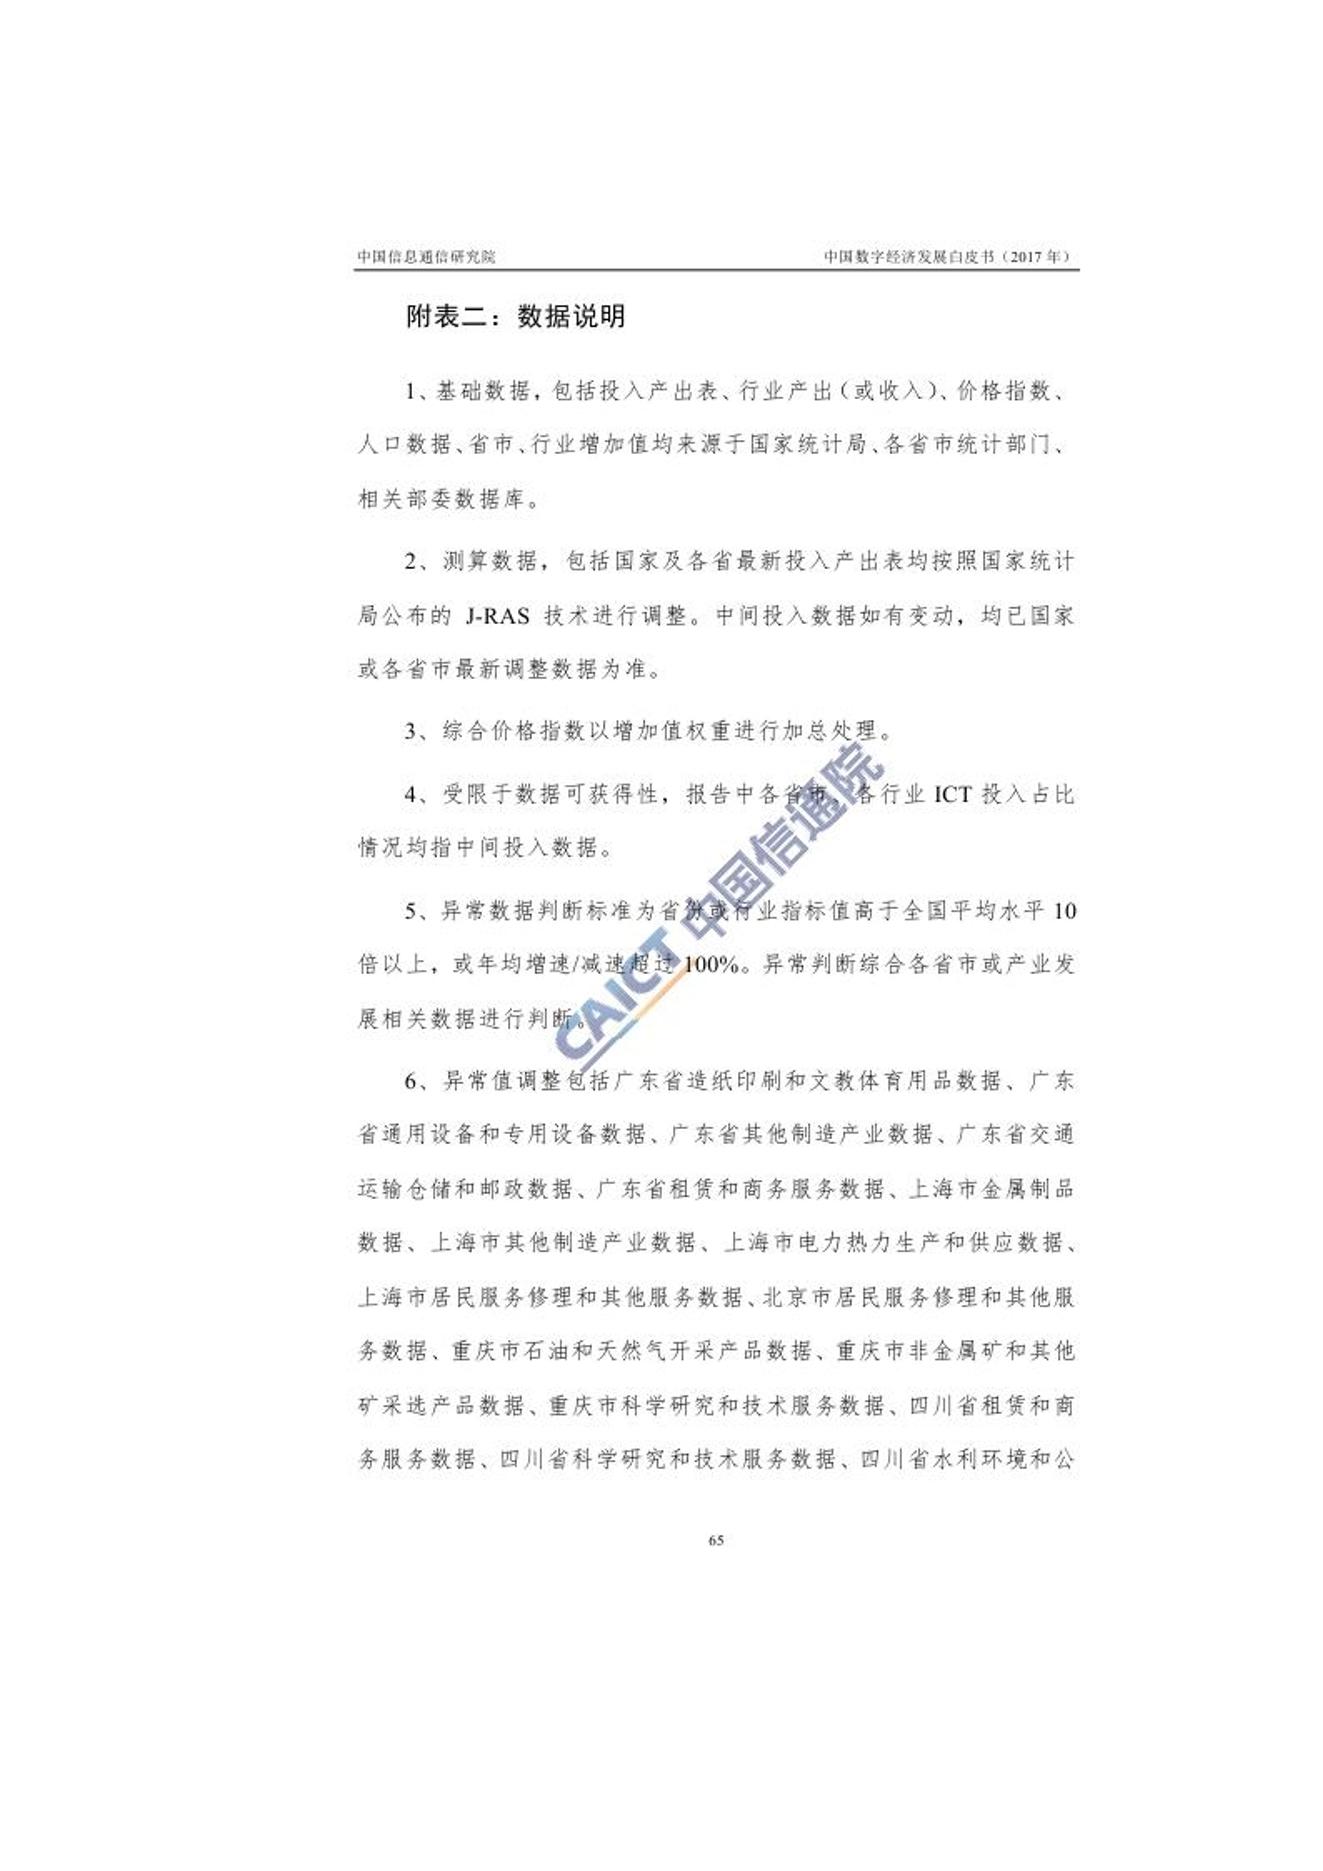 中国信息通信研究院 中国数字经济发展白皮书（2017 年）
附表二：数据说明
1、基础数据，包括投入产出表、行业产出（或收入）、价格指数、
人口数据、省市、行业增加值均来源于国家统计局、各省市统计部门、
相关部委数据库。
2、测算数据，包括国家及各省最新投入产出表均按照国家统计
局公布的 J-RAS 技术进行调整。中间投入数据如有变动，均已国家
或各省市最新调整数据为准。
3、综合价格指数以增加值权重进行加总处理。
4、受限于数据可获得性，报告中各省市、各行业 ICT 投入占比
情况均指中间投入数据。
5、异常数据判断标准为省份或行业指标值高于全国平均水平 10
倍以上，或年均增速/减速超过 100%。异常判断综合各省市或产业发
展相关数据进行判断。
6、异常值调整包括广东省造纸印刷和文教体育用品数据、广东
省通用设备和专用设备数据、广东省其他制造产业数据、广东省交通
运输仓储和邮政数据、广东省租赁和商务服务数据、上海市金属制品
数据、上海市其他制造产业数据、上海市电力热力生产和供应数据、
上海市居民服务修理和其他服务数据、北京市居民服务修理和其他服
务数据、重庆市石油和天然气开采产品数据、重庆市非金属矿和其他
矿采选产品数据、重庆市科学研究和技术服务数据、四川省租赁和商
务服务数据、四川省科学研究和技术服务数据、四川省水利环境和公
65
CAICT 中国信通院